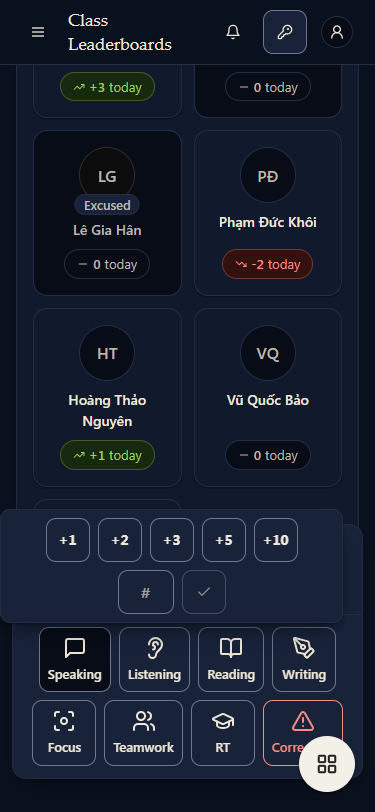 Class
Leaderboards
+3 today
0 today
LG
Excused
Lê Gia Hân
0 today
PĐ
Phạm Đức Khôi
-2 today
HT
Hoàng Thảo
Nguyên
+1 today
VQ
Vũ Quốc Bảo
0 today
+1
+2
+3
+5
+10
#
Speaking
Listening
Reading
Writing
Focus
Teamwork
RT